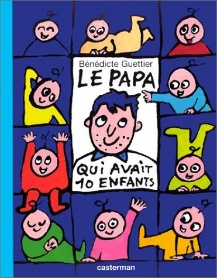 Bénédicte Guettier
LE PAPA
QUI AVAIT
10 ENFANTS
casterman